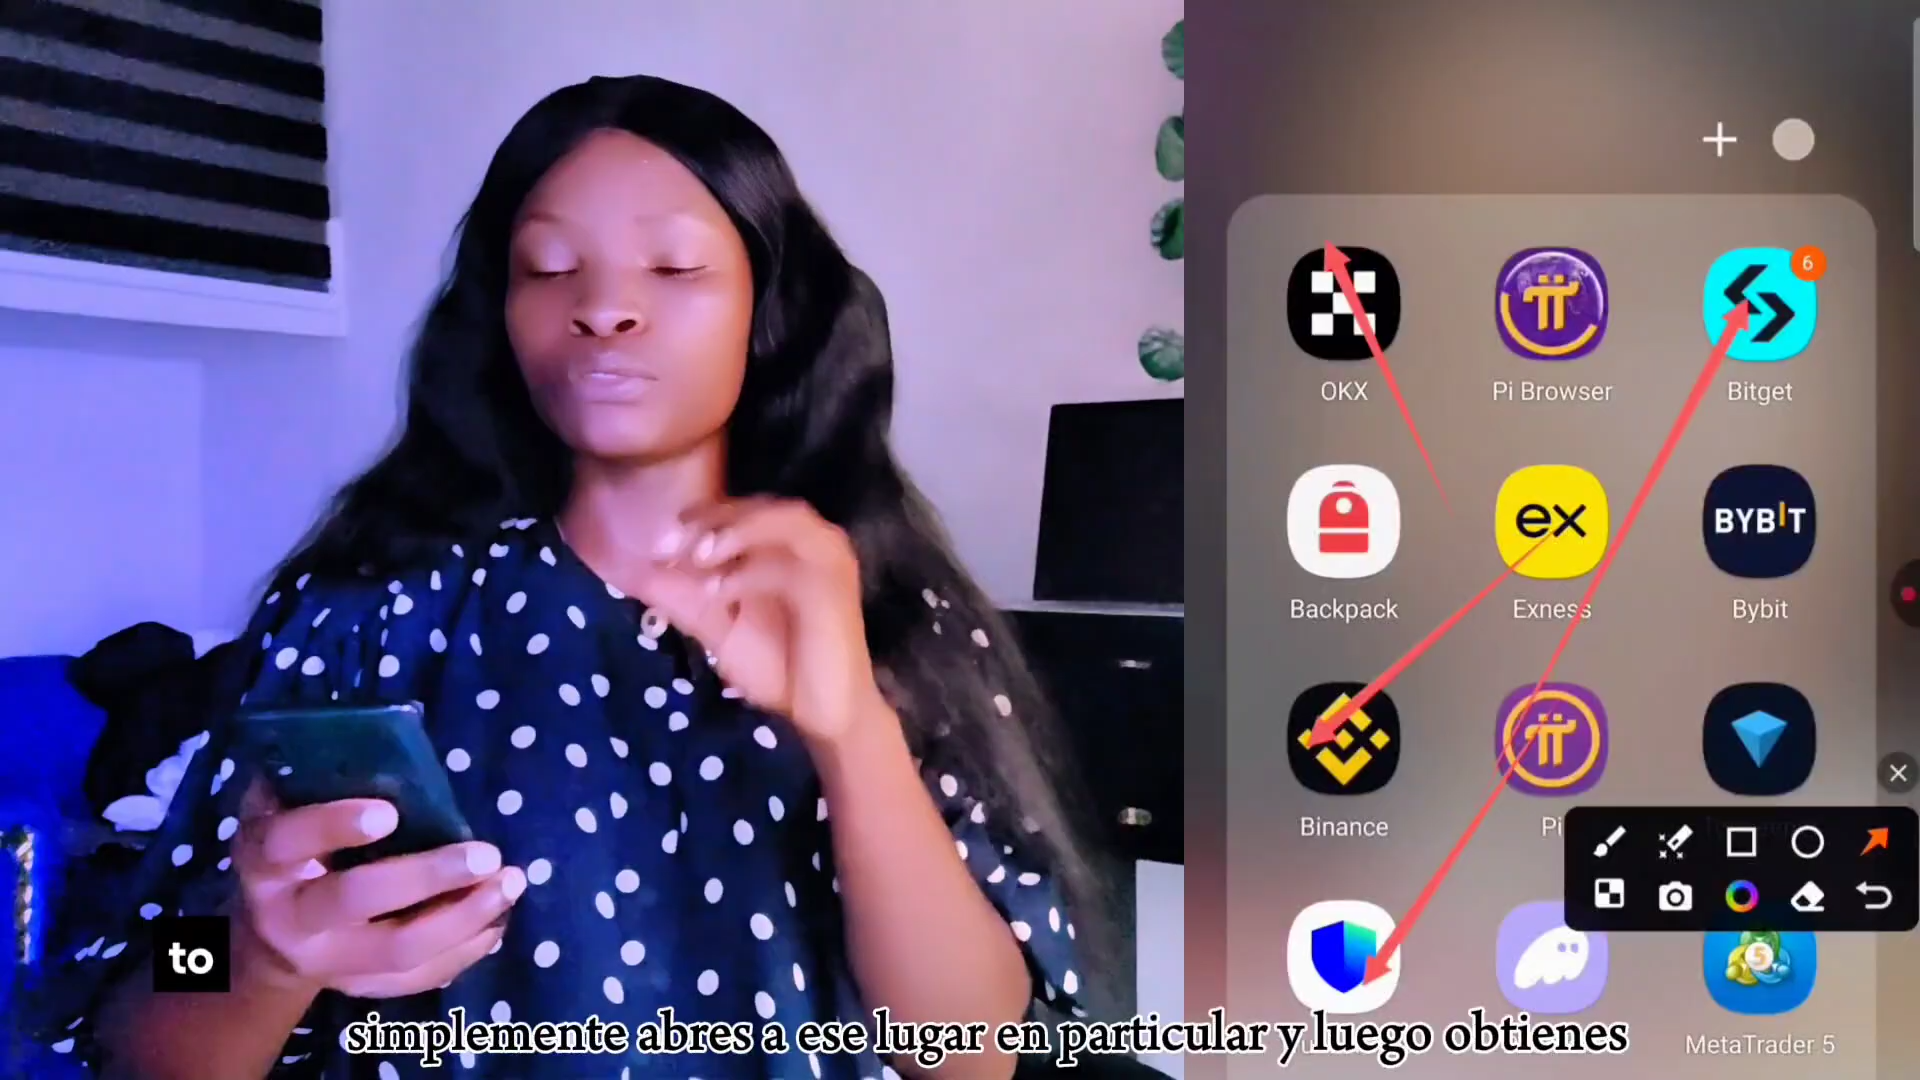 6
OKX
Pi Browser
Bitget
ex
BYBIT
Backpack
Exness
Bybit
Binance
Pi
to
5
simplemente abres a ese lugar en particular y luego obtienes
MetaTrader 5